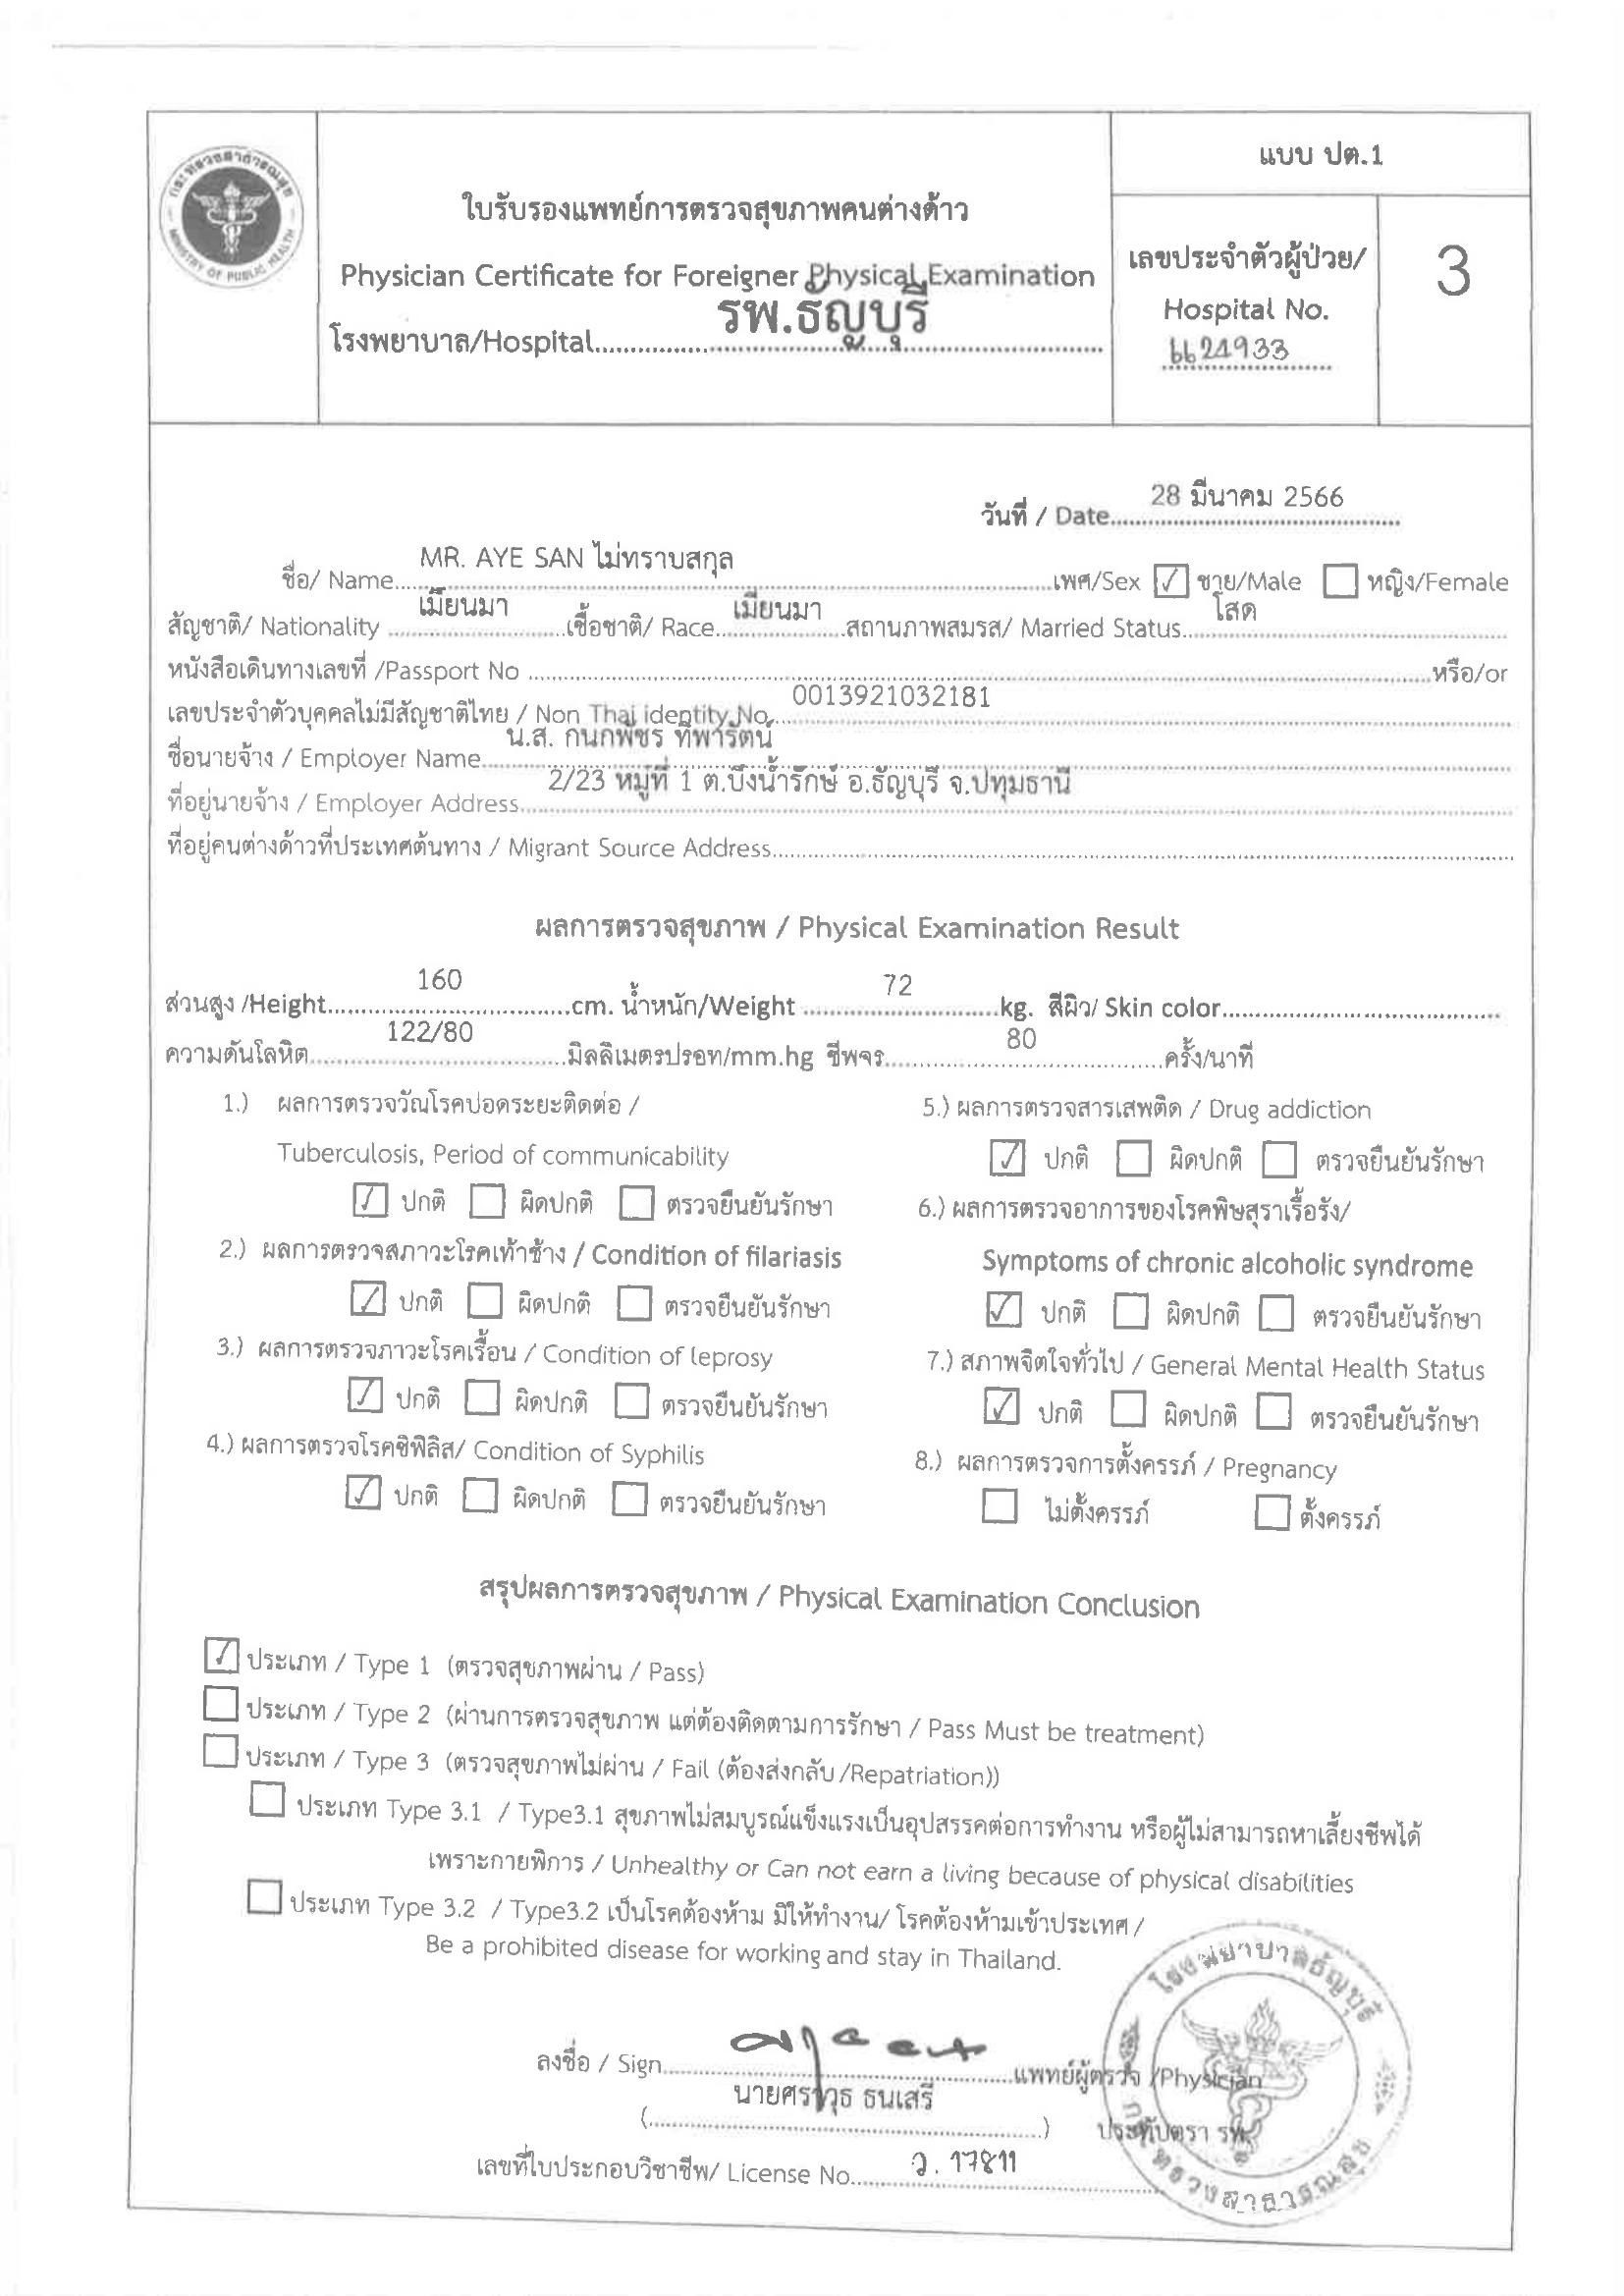 กระทรวงสาธารณสุข
MINISTRY OF PUBLIC HEALTH
แบบ ปต.1
ใบรับรองแพทย์การตรวจสุขภาพคนต่างด้าว
Physician Certificate for Foreigner Physical Examination
โรงพยาบาล/Hospital รพ.ธัญบุรี
เลขประจำตัวผู้ป่วย/
Hospital No.
6624933
3
วันที่ / Date 28 มีนาคม 2566
ชื่อ/ Name MR. AYE SAN ไม่ทราบสกุล เพศ/Sex ☑ ชาย/Male ☐ หญิง/Female
สัญชาติ/ Nationality เมียนมา เชื้อชาติ/ Race เมียนมา สถานภาพสมรส/ Married Status โสด
หนังสือเดินทางเลขที่ /Passport No หรือ/or
เลขประจำตัวบุคคลไม่มีสัญชาติไทย / Non Thai identity No. 0013921032181
ชื่อนายจ้าง / Employer Name น.ส. กนกพัชร ทิพารัตน์
ที่อยู่นายจ้าง / Employer Address 2/23 หมู่ที่ 1 ต.บึงน้ำรักษ์ อ.ธัญบุรี จ.ปทุมธานี
ที่อยู่คนต่างด้าวที่ประเทศต้นทาง / Migrant Source Address
ผลการตรวจสุขภาพ / Physical Examination Result
ส่วนสูง /Height 160 cm. น้ำหนัก/Weight 72 kg. สีผิว/ Skin color
ความดันโลหิต 122/80 มิลลิเมตรปรอท/mm.hg ชีพจร 80 ครั้ง/นาที
1.) ผลการตรวจวัณโรคปอดระยะติดต่อ /
Tuberculosis, Period of communicability
☑ ปกติ ☐ ผิดปกติ ☐ ตรวจยืนยันรักษา
2.) ผลการตรวจสภาวะโรคเท้าช้าง / Condition of filariasis
☑ ปกติ ☐ ผิดปกติ ☐ ตรวจยืนยันรักษา
3.) ผลการตรวจภาวะโรคเรื้อน / Condition of leprosy
☑ ปกติ ☐ ผิดปกติ ☐ ตรวจยืนยันรักษา
4.) ผลการตรวจโรคซิฟิลิส/ Condition of Syphilis
☑ ปกติ ☐ ผิดปกติ ☐ ตรวจยืนยันรักษา
5.) ผลการตรวจสารเสพติด / Drug addiction
☑ ปกติ ☐ ผิดปกติ ☐ ตรวจยืนยันรักษา
6.) ผลการตรวจอาการของโรคพิษสุราเรื้อรัง/
Symptoms of chronic alcoholic syndrome
☑ ปกติ ☐ ผิดปกติ ☐ ตรวจยืนยันรักษา
7.) สภาพจิตใจทั่วไป / General Mental Health Status
☑ ปกติ ☐ ผิดปกติ ☐ ตรวจยืนยันรักษา
8.) ผลการตรวจการตั้งครรภ์ / Pregnancy
☐ ไม่ตั้งครรภ์ ☐ ตั้งครรภ์
สรุปผลการตรวจสุขภาพ / Physical Examination Conclusion
☑ ประเภท / Type 1 (ตรวจสุขภาพผ่าน / Pass)
☐ ประเภท / Type 2 (ผ่านการตรวจสุขภาพ แต่ต้องติดตามการรักษา / Pass Must be treatment)
☐ ประเภท / Type 3 (ตรวจสุขภาพไม่ผ่าน / Fail (ต้องส่งกลับ /Repatriation))
☐ ประเภท Type 3.1 / Type3.1 สุขภาพไม่สมบูรณ์แข็งแรงเป็นอุปสรรคต่อการทำงาน หรือผู้ไม่สามารถหาเลี้ยงชีพได้
เพราะกายพิการ / Unhealthy or Can not earn a living because of physical disabilities
☐ ประเภท Type 3.2 / Type3.2 เป็นโรคต้องห้าม มิให้ทำงาน/ โรคต้องห้ามเข้าประเทศ /
Be a prohibited disease for working and stay in Thailand.
ลงชื่อ / Sign แพทย์ผู้ตรวจ /Physician
(นายศราวุธ ธนเสรี) ประทับตรา รพ.
เลขที่ใบประกอบวิชาชีพ/ License No. ว. 17811
โรงพยาบาลธัญบุรี
กระทรวงสาธารณสุข